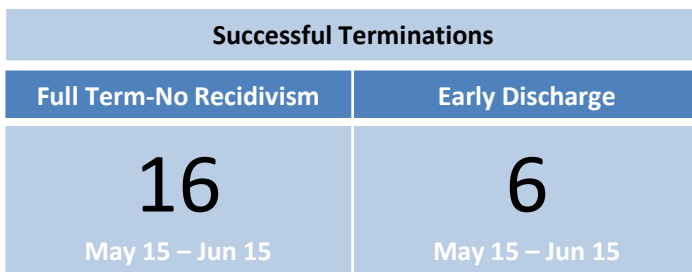 Successful Terminations
Full Term-No Recidivism
Early Discharge
16
6
May 15 – Jun 15
May 15 – Jun 15